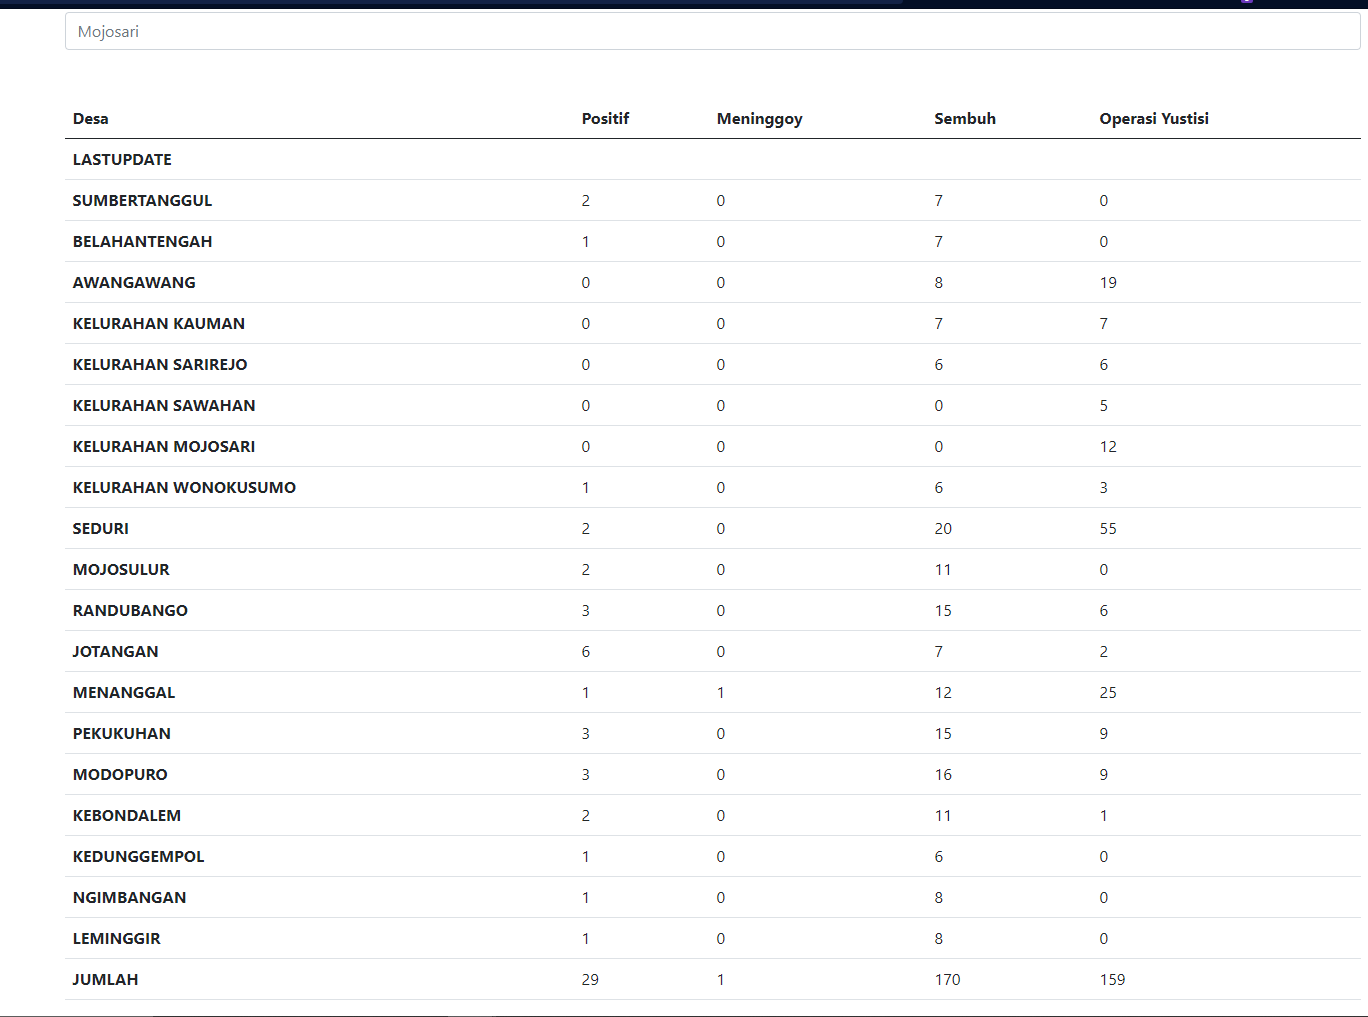 Mojosari
Desa Positif Meninggoy Sembuh Operasi Yustisi
LASTUPDATE
SUMBERTANGGUL 2 0 7 0
BELAHANTENGAH 1 0 7 0
AWANGAWANG 0 0 8 19
KELURAHAN KAUMAN 0 0 7 7
KELURAHAN SARIREJO 0 0 6 6
KELURAHAN SAWAHAN 0 0 0 5
KELURAHAN MOJOSARI 0 0 0 12
KELURAHAN WONOKUSUMO 1 0 6 3
SEDURI 2 0 20 55
MOJOSULUR 2 0 11 0
RANDUBANGO 3 0 15 6
JOTANGAN 6 0 7 2
MENANGGAL 1 1 12 25
PEKUKUHAN 3 0 15 9
MODOPURO 3 0 16 9
KEBONDALEM 2 0 11 1
KEDUNGGEMPOL 1 0 6 0
NGIMBANGAN 1 0 8 0
LEMINGGIR 1 0 8 0
JUMLAH 29 1 170 159